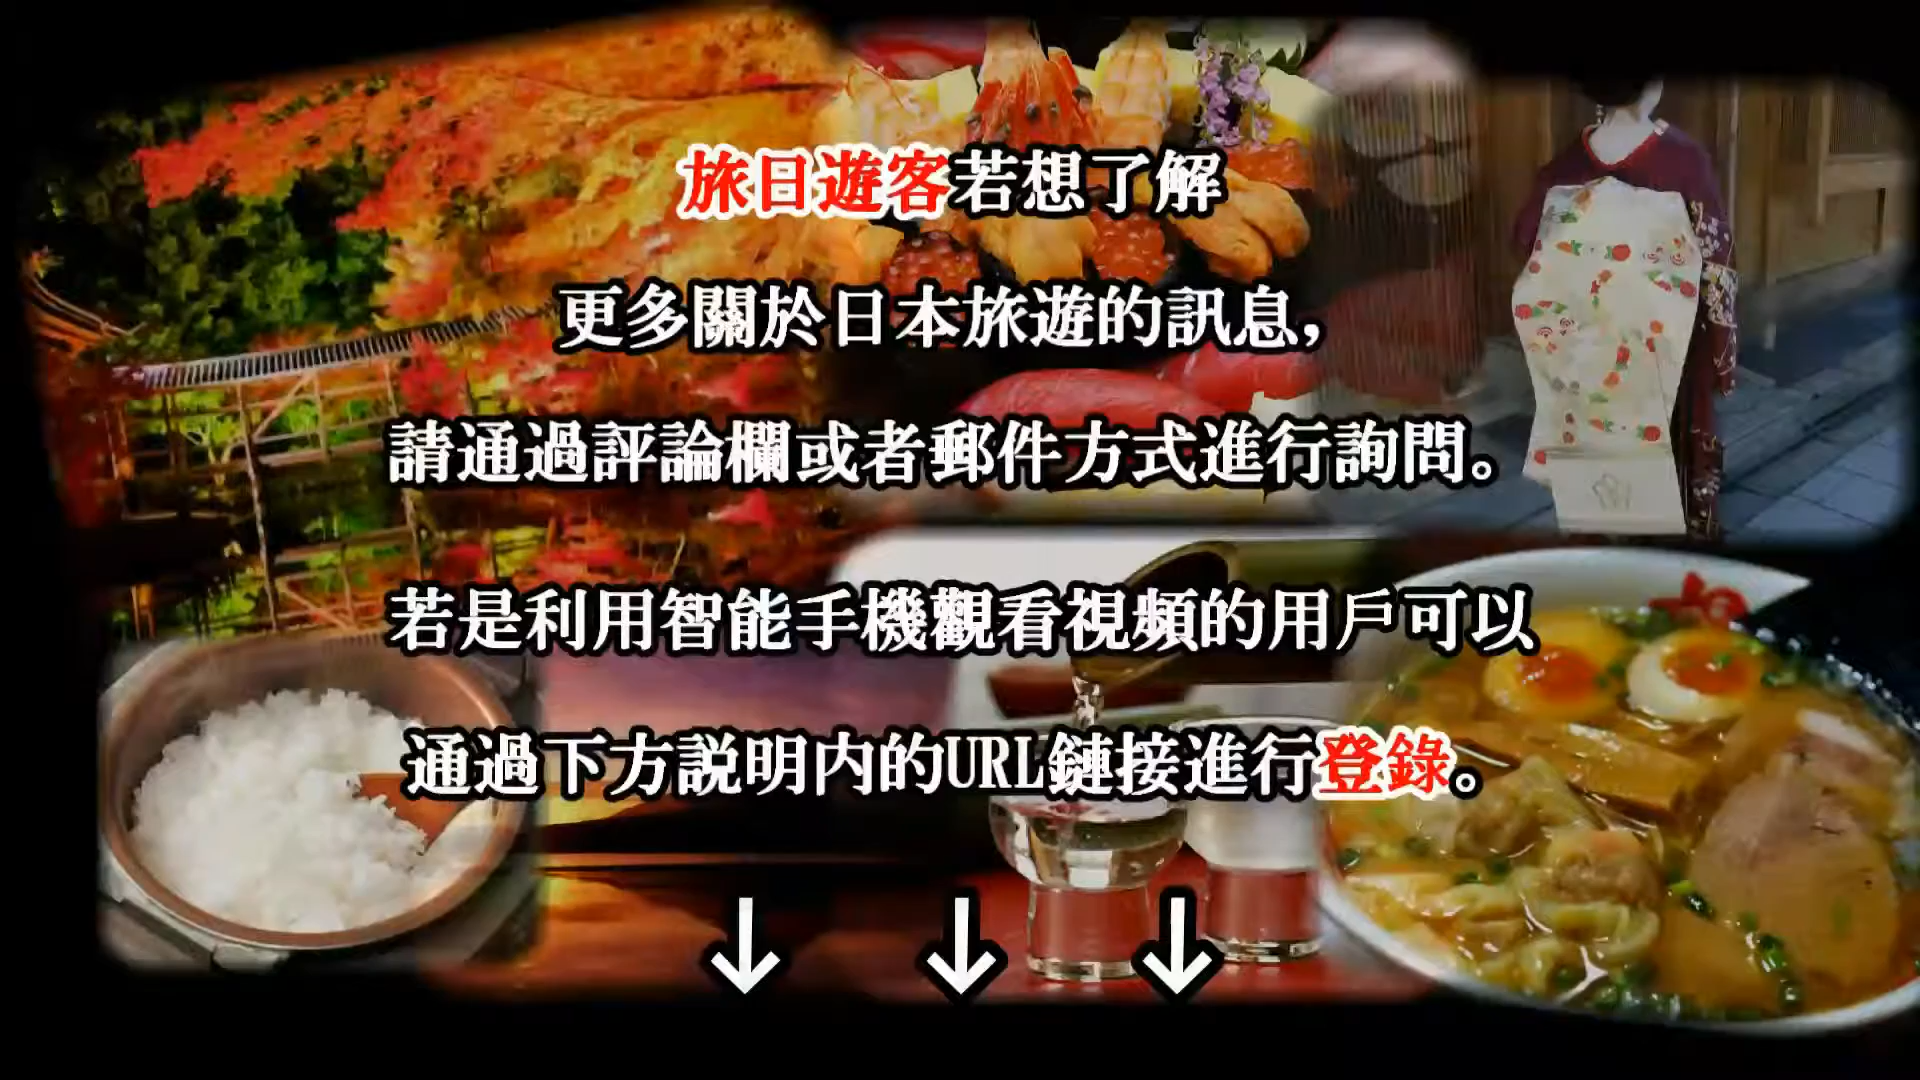 旅日遊客若想了解
更多關於日本旅遊的訊息，
請通過評論欄或者郵件方式進行詢問。
若是利用智能手機觀看視頻的用戶可以
通過下方説明内的URL鏈接進行登錄。
↓ ↓ ↓